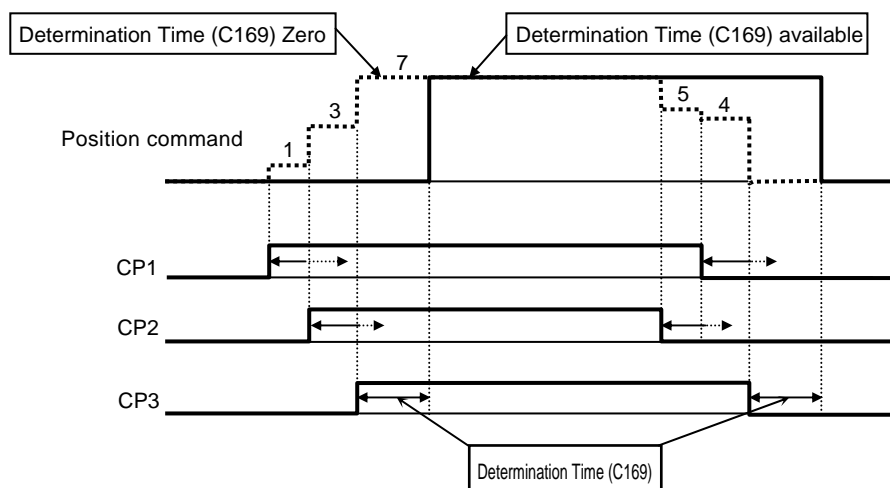 Determination Time (C169) Zero
Determination Time (C169) available
7
5
4
3
1
Position command
CP1
CP2
CP3
Determination Time (C169)